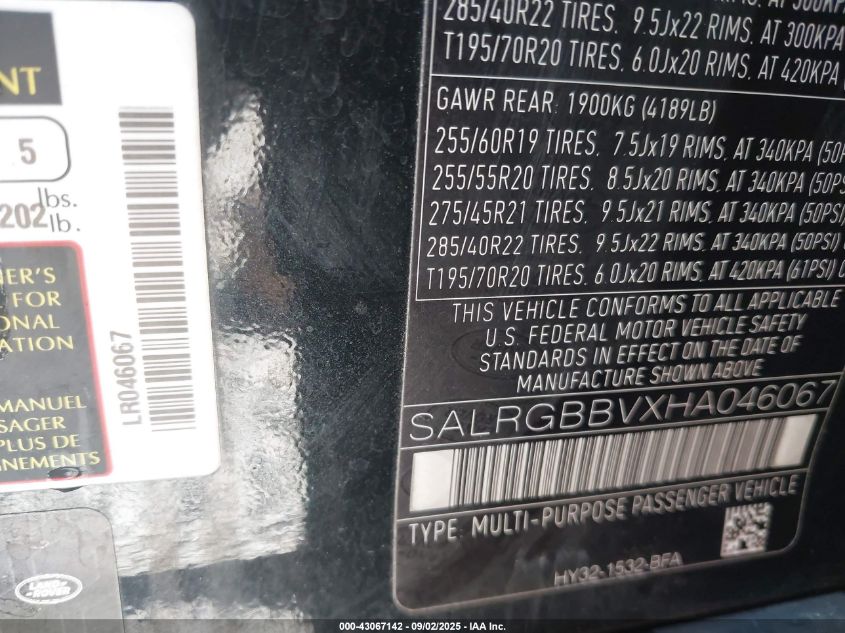 NT
5
lbs.
202 lb.
NER'S
FOR
ONAL
ATION
MANUEL
SAGER
PLUS DE
INEMENTS
LR046067
LAND-
ROVER
285/40R22 TIRES, 9.5Jx22 RIMS, AT 300KPA
T195/70R20 TIRES, 6.0Jx20 RIMS, AT 420KPA
GAWR REAR: 1900KG (4189LB)
255/60R19 TIRES, 7.5Jx19 RIMS, AT 340KPA (50P
255/55R20 TIRES, 8.5Jx20 RIMS, AT 340KPA (50PS
275/45R21 TIRES, 9.5Jx21 RIMS, AT 340KPA (50PSI)
285/40R22 TIRES, 9.5Jx22 RIMS, AT 340KPA (50PSI)
T195/70R20 TIRES, 6.0Jx20 RIMS, AT 420KPA (61PSI)
THIS VEHICLE CONFORMS TO ALL APPLICABLE
U.S. FEDERAL MOTOR VEHICLE SAFETY
STANDARDS IN EFFECT ON THE DATE OF
MANUFACTURE SHOWN ABOVE
SALRGBBVXHA046067
TYPE: MULTI-PURPOSE PASSENGER VEHICLE
HY32-1532-BFA
000-43067142 - 09/02/2025 - IAA Inc.